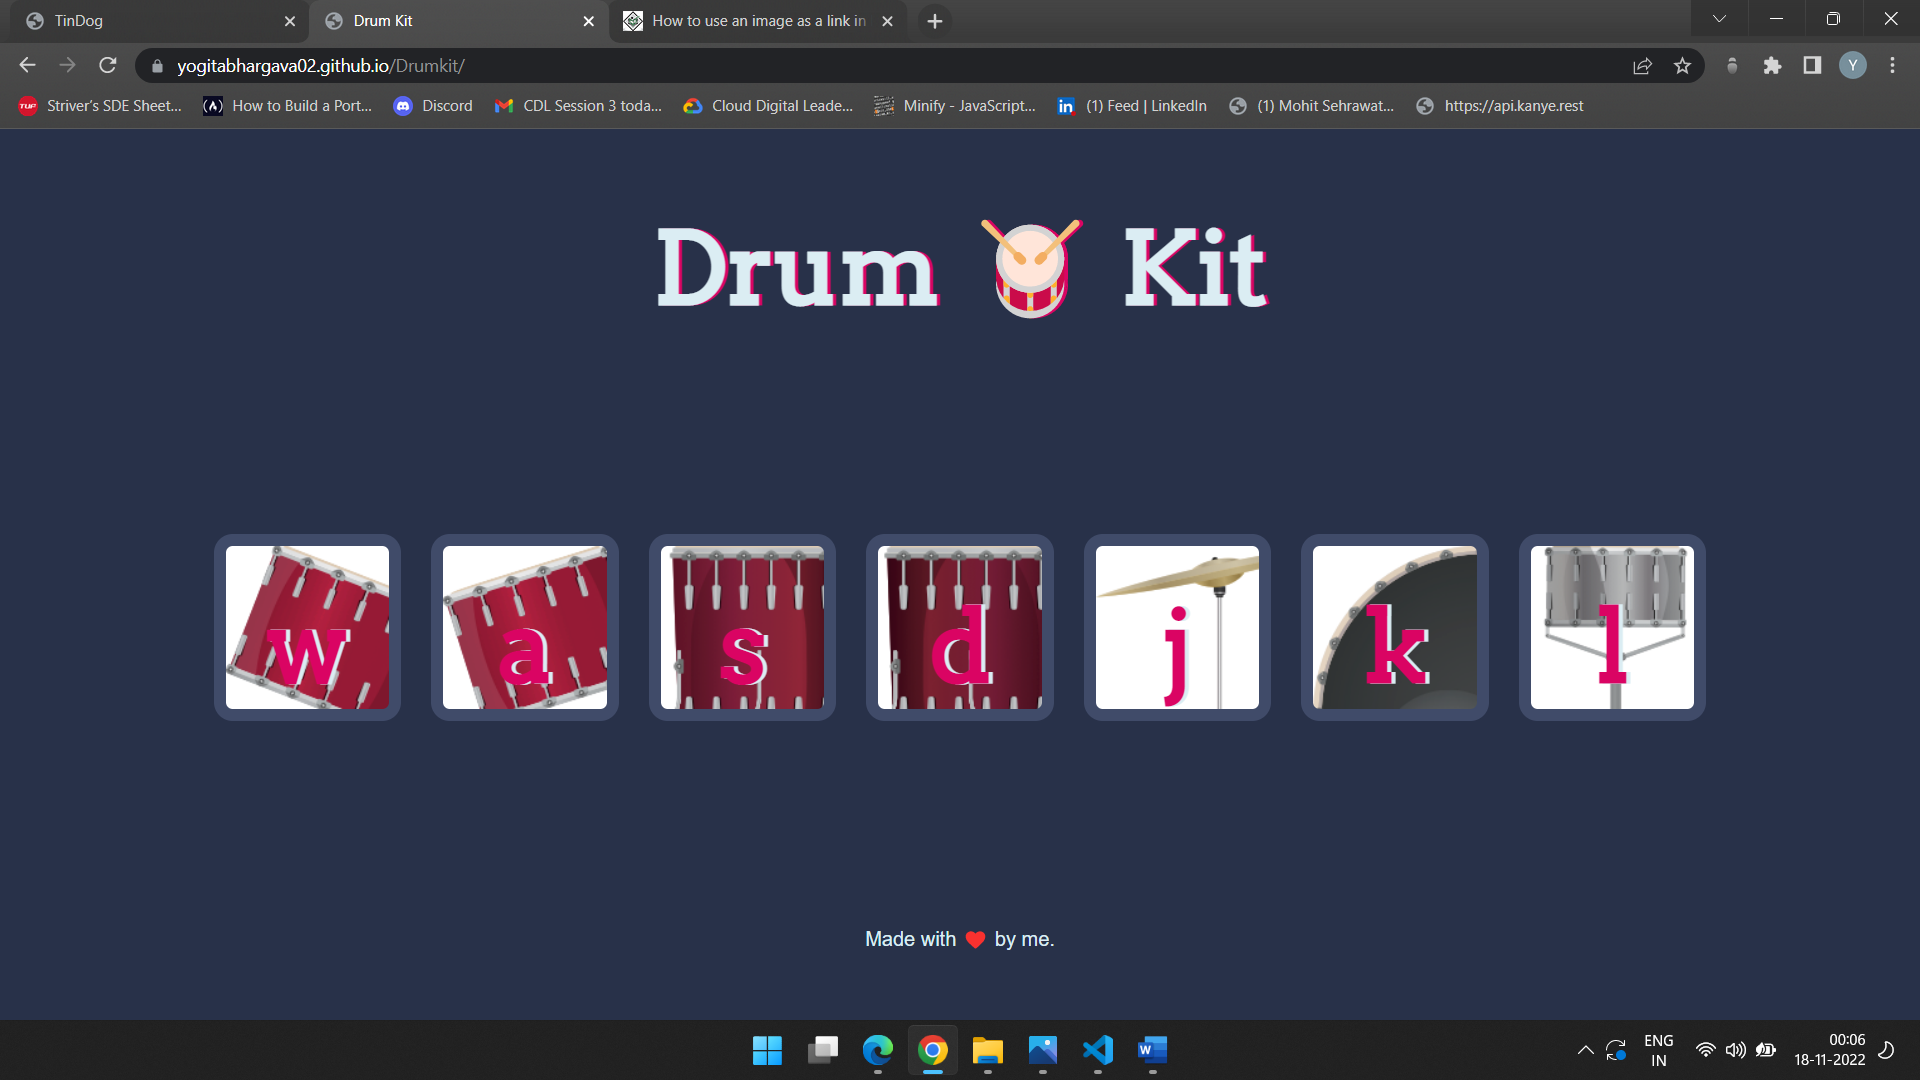 TinDog
Drum Kit
How to use an image as a link in
yogitabhargava02.github.io/Drumkit/
Y
TUF Striver's SDE Sheet...
How to Build a Port...
Discord
CDL Session 3 toda...
Cloud Digital Leade...
Minify - JavaScript...
in (1) Feed | LinkedIn
(1) Mohit Sehrawat...
https://api.kanye.rest
Drum Kit
w a s d j k l
Made with ❤ by me.
W
ENG
IN
00:06
18-11-2022